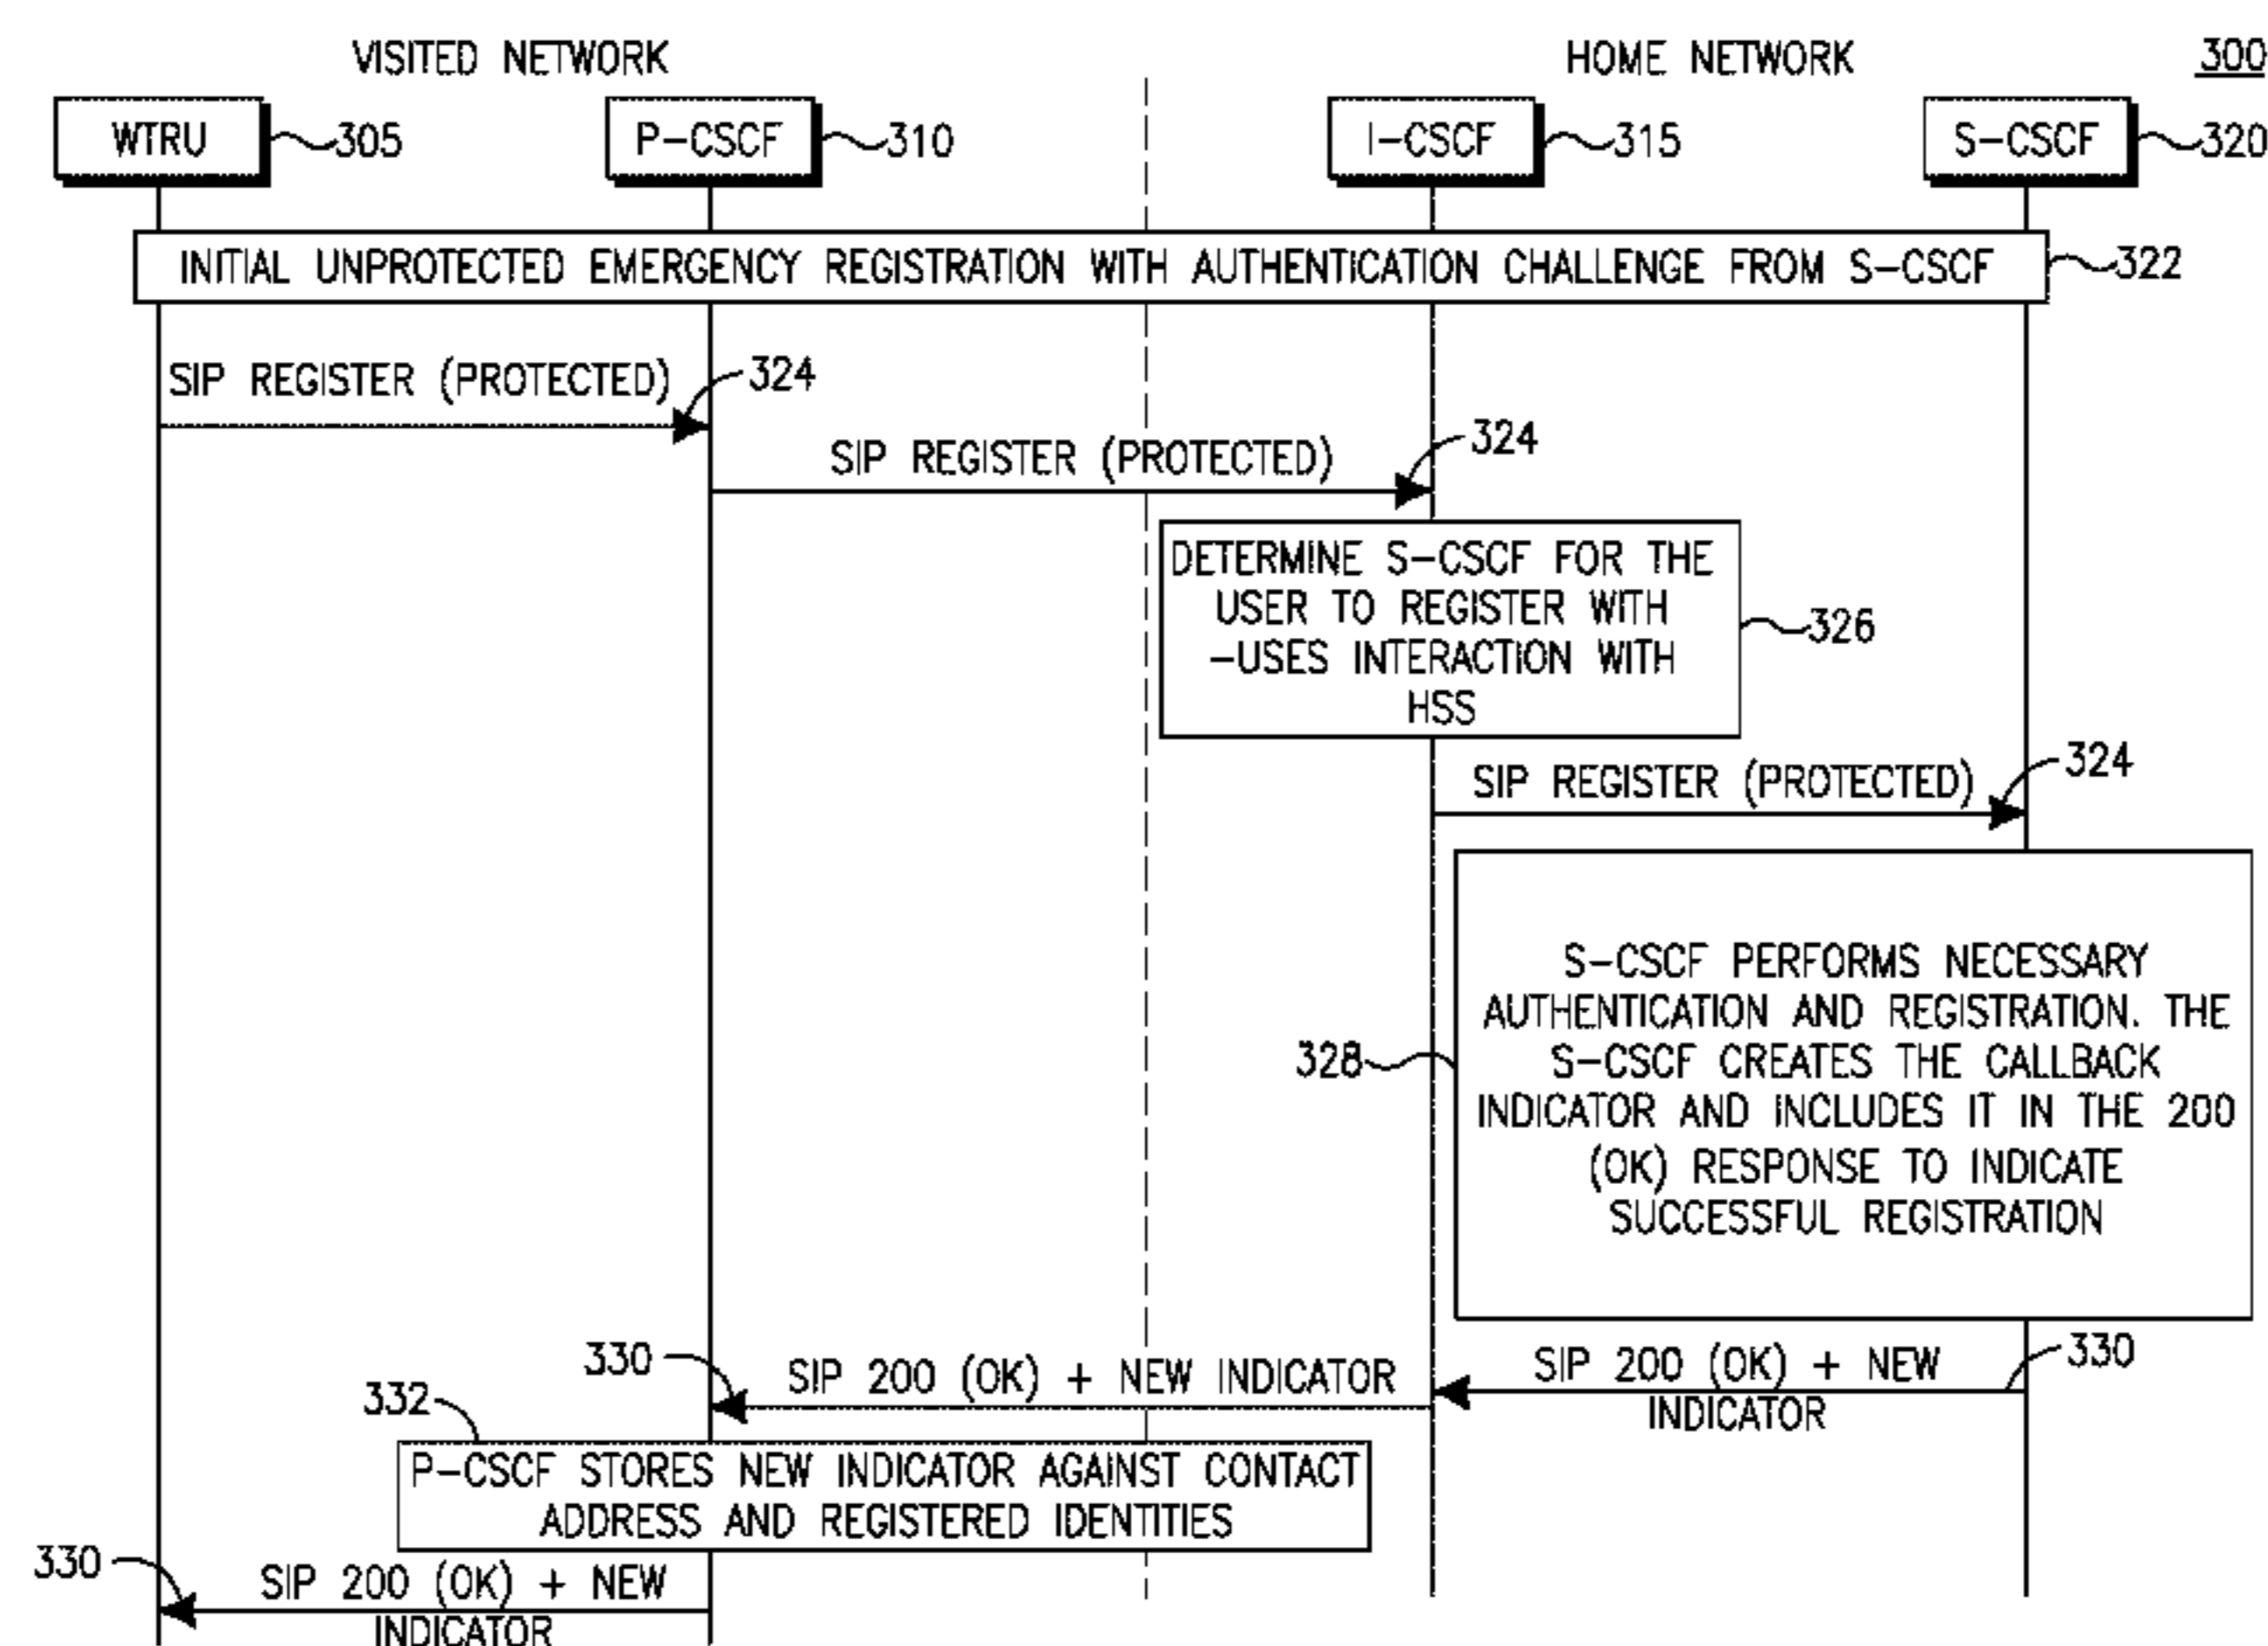 VISITED NETWORK
HOME NETWORK
300
WTRU
305
P-CSCF
310
I-CSCF
315
S-CSCF
320
INITIAL UNPROTECTED EMERGENCY REGISTRATION WITH AUTHENTICATION CHALLENGE FROM S-CSCF
322
SIP REGISTER (PROTECTED)
324
SIP REGISTER (PROTECTED)
324
DETERMINE S-CSCF FOR THE
USER TO REGISTER WITH
-USES INTERACTION WITH
HSS
326
SIP REGISTER (PROTECTED)
324
S-CSCF PERFORMS NECESSARY
AUTHENTICATION AND REGISTRATION. THE
S-CSCF CREATES THE CALLBACK
INDICATOR AND INCLUDES IT IN THE 200
(OK) RESPONSE TO INDICATE
SUCCESSFUL REGISTRATION
328
SIP 200 (OK) + NEW
INDICATOR
330
330
SIP 200 (OK) + NEW INDICATOR
332
P-CSCF STORES NEW INDICATOR AGAINST CONTACT
ADDRESS AND REGISTERED IDENTITIES
330
SIP 200 (OK) + NEW
INDICATOR